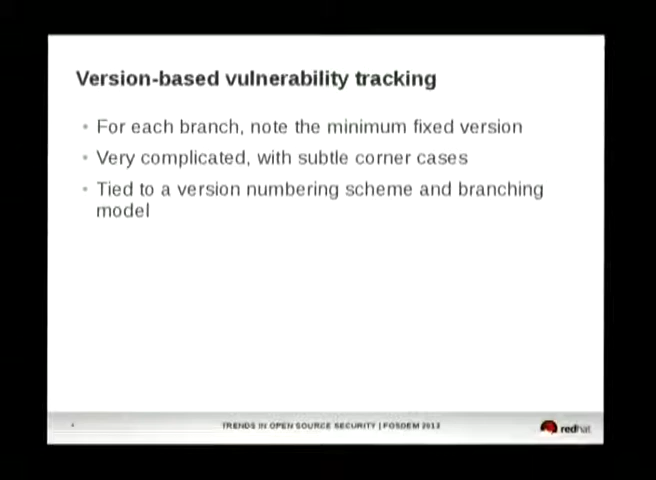 Version-based vulnerability tracking
• For each branch, note the minimum fixed version
• Very complicated, with subtle corner cases
• Tied to a version numbering scheme and branching
model
TRENDS IN OPEN SOURCE SECURITY | FOSDEM 2013
redhat